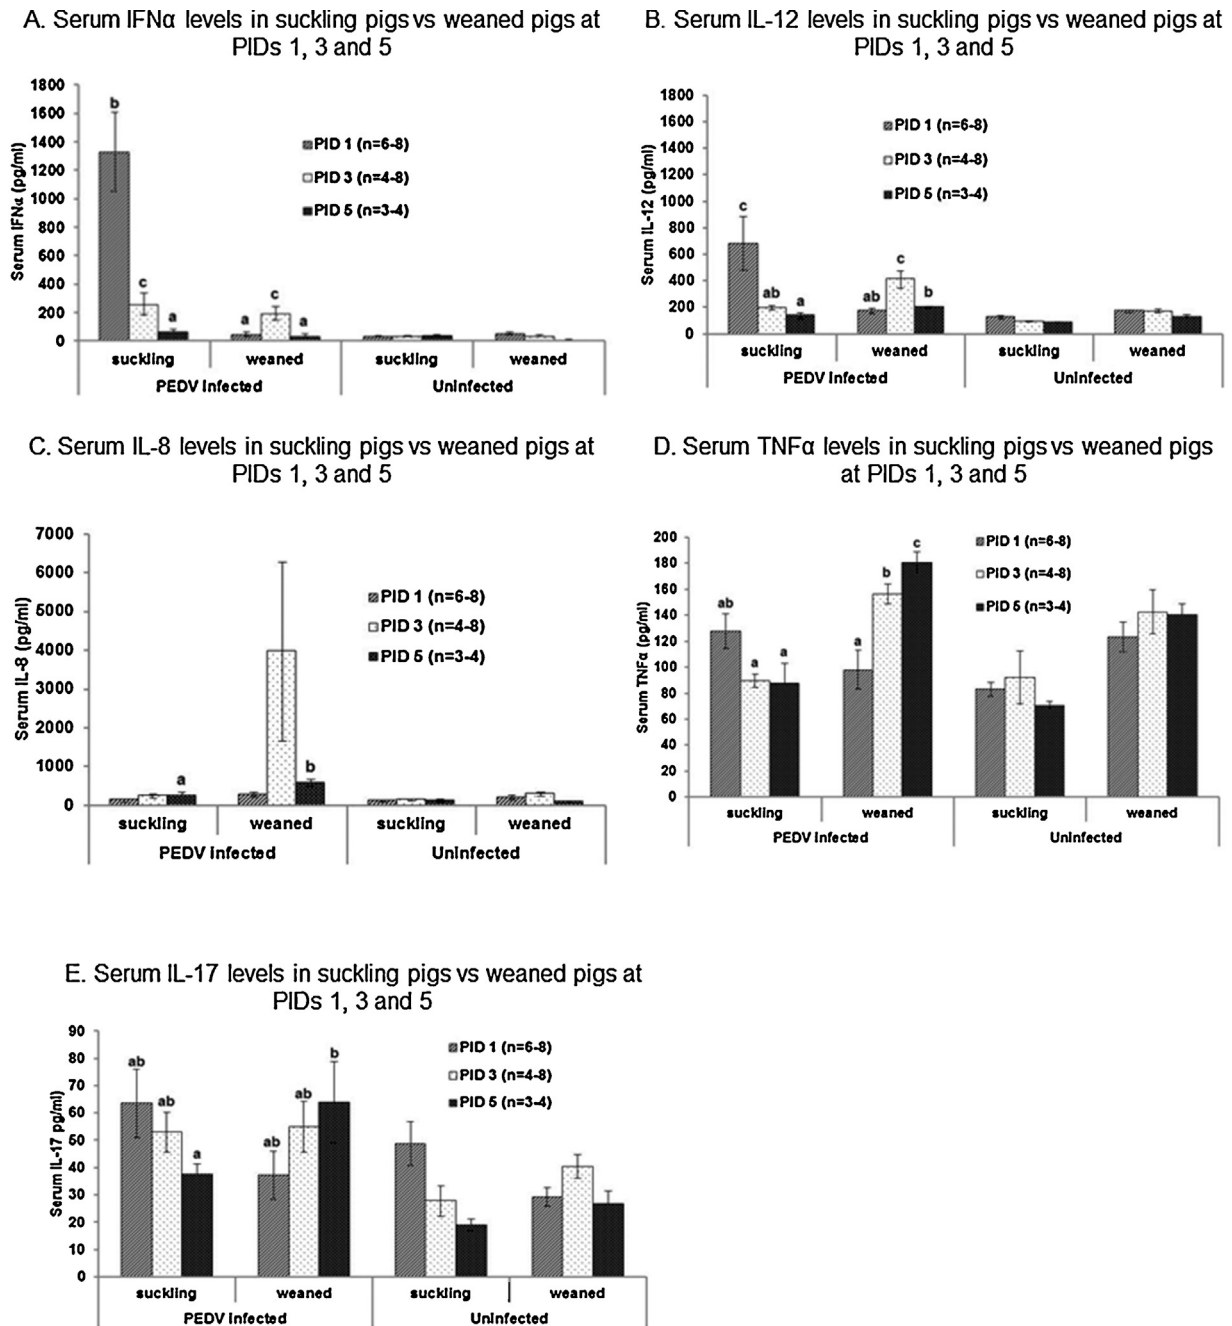 A. Serum IFNα levels in suckling pigs vs weaned pigs at
PIDs 1, 3 and 5
1800
1600
1400
1200
1000
800
600
400
200
0
Serum IFNα (pg/ml)
b
c
a
a
c
a
PID 1 (n=6-8)
PID 3 (n=4-8)
PID 5 (n=3-4)
suckling
weaned
suckling
weaned
PEDV Infected
Uninfected
B. Serum IL-12 levels in suckling pigs vs weaned pigs at
PIDs 1, 3 and 5
1800
1600
1400
1200
1000
800
600
400
200
0
Serum IL-12 (pg/ml)
c
ab
a
ab
c
b
PID 1 (n=6-8)
PID 3 (n=4-8)
PID 5 (n=3-4)
suckling
weaned
suckling
weaned
PEDV Infected
Uninfected
C. Serum IL-8 levels in suckling pigs vs weaned pigs at
PIDs 1, 3 and 5
7000
6000
5000
4000
3000
2000
1000
0
Serum IL-8 (pg/ml)
a
b
PID 1 (n=6-8)
PID 3 (n=4-8)
PID 5 (n=3-4)
suckling
weaned
suckling
weaned
PEDV Infected
Uninfected
D. Serum TNFα levels in suckling pigs vs weaned pigs
at PIDs 1, 3 and 5
200
180
160
140
120
100
80
60
40
20
0
Serum TNFα (pg/ml)
ab
a
a
a
b
c
PID 1 (n=6-8)
PID 3 (n=4-8)
PID 5 (n=3-4)
suckling
weaned
suckling
weaned
PEDV Infected
Uninfected
E. Serum IL-17 levels in suckling pigs vs weaned pigs at
PIDs 1, 3 and 5
90
80
70
60
50
40
30
20
10
0
Serum IL-17 pg/ml)
ab
ab
a
ab
ab
b
PID 1 (n=6-8)
PID 3 (n=4-8)
PID 5 (n=3-4)
suckling
weaned
suckling
weaned
PEDV Infected
Uninfected